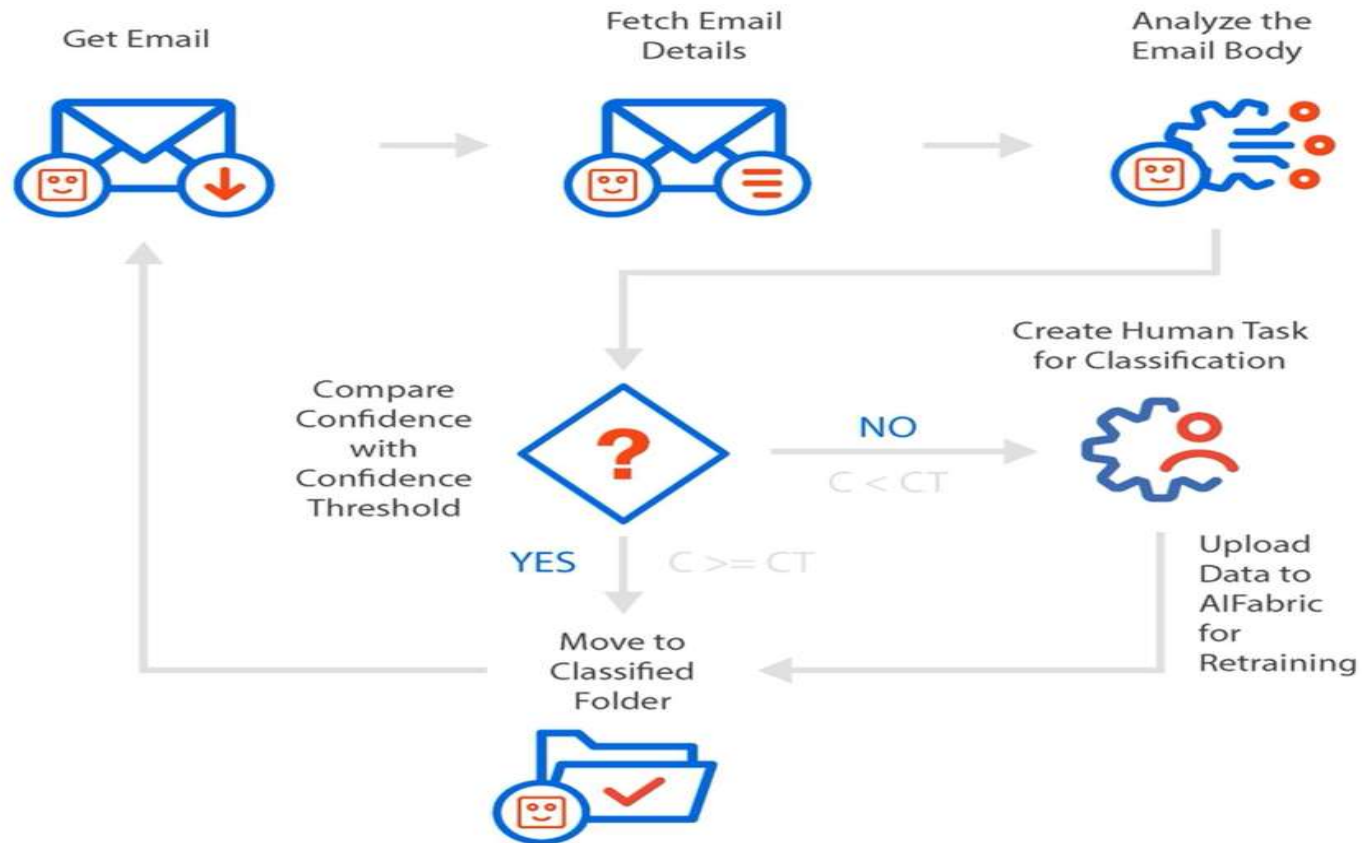 Get Email
Fetch Email
Details
Analyze the
Email Body
Create Human Task
for Classification
Compare
Confidence
with
Confidence
Threshold
NO
C < CT
YES
C >= CT
Upload
Data to
AIFabric
for
Retraining
Move to
Classified
Folder